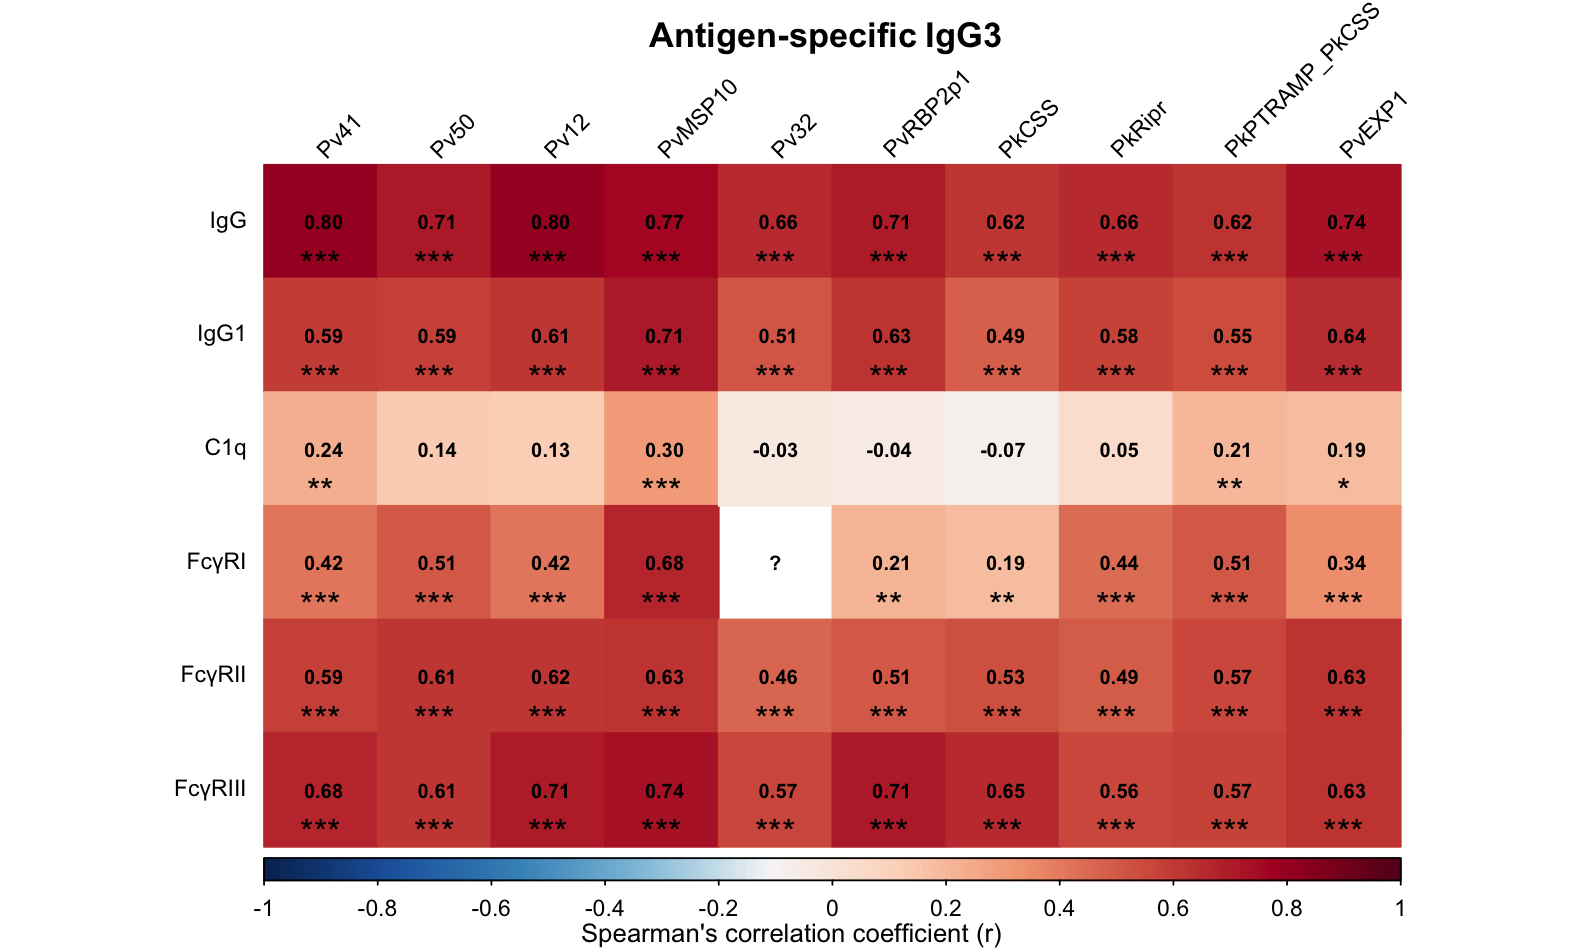 Antigen-specific IgG3
Pv41 Pv50 Pv12 PvMSP10 Pv32 PvRBP2p1 PkCSS PkRipr PkPTRAMP_PkCSS PvEXP1
IgG 0.80 0.71 0.80 0.77 0.66 0.71 0.62 0.66 0.62 0.74
*** *** *** *** *** *** *** *** *** ***
IgG1 0.59 0.59 0.61 0.71 0.51 0.63 0.49 0.58 0.55 0.64
*** *** *** *** *** *** *** *** *** ***
C1q 0.24 0.14 0.13 0.30 -0.03 -0.04 -0.07 0.05 0.21 0.19
** *** ** *
FcγRI 0.42 0.51 0.42 0.68 ? 0.21 0.19 0.44 0.51 0.34
*** *** *** *** ** ** *** *** ***
FcγRII 0.59 0.61 0.62 0.63 0.46 0.51 0.53 0.49 0.57 0.63
*** *** *** *** *** *** *** *** *** ***
FcγRIII 0.68 0.61 0.71 0.74 0.57 0.71 0.65 0.56 0.57 0.63
*** *** *** *** *** *** *** *** *** ***
-1 -0.8 -0.6 -0.4 -0.2 0 0.2 0.4 0.6 0.8 1
Spearman's correlation coefficient (r)